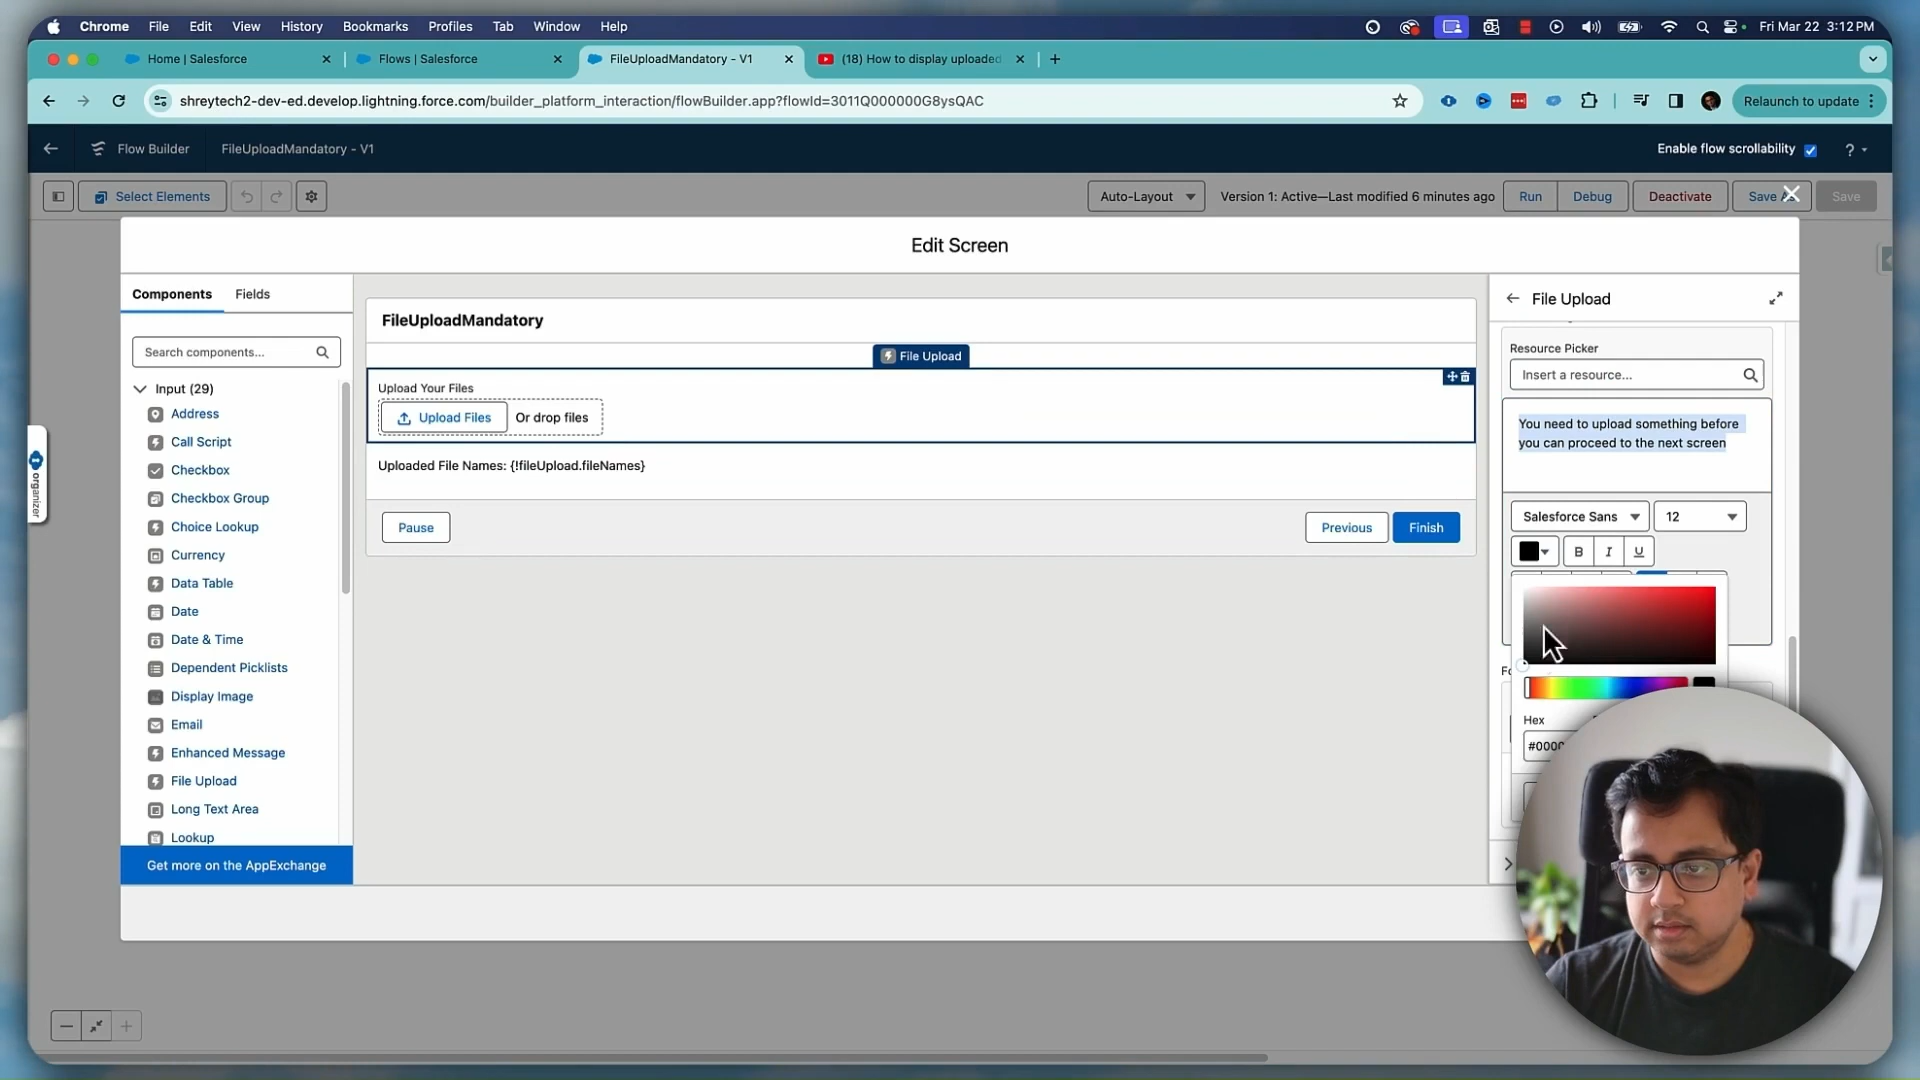 Chrome File Edit View History Bookmarks Profiles Tab Window Help Fri Mar 22 3:12 PM
Home | Salesforce Flows | Salesforce FileUploadMandatory - V1 (18) How to display uploaded
shreytech2-dev-ed.develop.lightning.force.com/builder_platform_interaction/flowBuilder.app?flowId=3011Q000000G8ysQAC Relaunch to update
Flow Builder FileUploadMandatory - V1 Enable flow scrollability ?
Select Elements Auto-Layout Version 1: Active—Last modified 6 minutes ago Run Debug Deactivate Save As Save
Edit Screen
Components Fields
Search components...
Input (29)
Address
Call Script
Checkbox
Checkbox Group
Choice Lookup
Currency
Data Table
Date
Date & Time
Dependent Picklists
Display Image
Email
Enhanced Message
File Upload
Long Text Area
Lookup
Get more on the AppExchange
organizer
FileUploadMandatory
File Upload
Upload Your Files
Upload Files Or drop files
Uploaded File Names: {!fileUpload.fileNames}
Pause Previous Finish
File Upload
Resource Picker
Insert a resource...
You need to upload something before
you can proceed to the next screen
Salesforce Sans 12
B I U
Hex